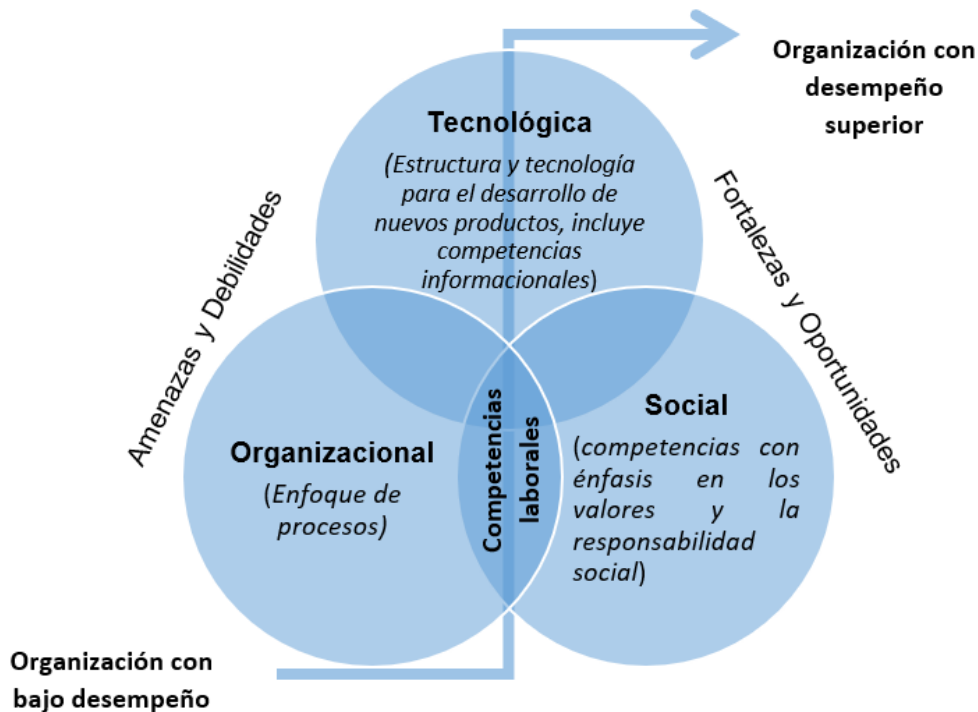 Organización con
desempeño
superior
Tecnológica
(Estructura y tecnología
para el desarrollo de
nuevos productos, incluye
competencias
informacionales)
Amenazas y Debilidades
Fortalezas y Oportunidades
Organizacional
(Enfoque de
procesos)
Competencias
laborales
Social
(competencias con
énfasis en los
valores y la
responsabilidad
social)
Organización con
bajo desempeño